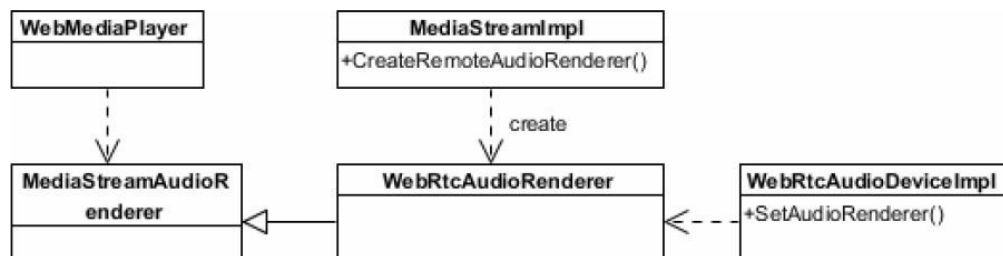 WebMediaPlayer
MediaStreamImpl
+CreateRemoteAudioRenderer()
create
MediaStreamAudioR
enderer
WebRtcAudioRenderer
WebRtcAudioDeviceImpl
+SetAudioRenderer()